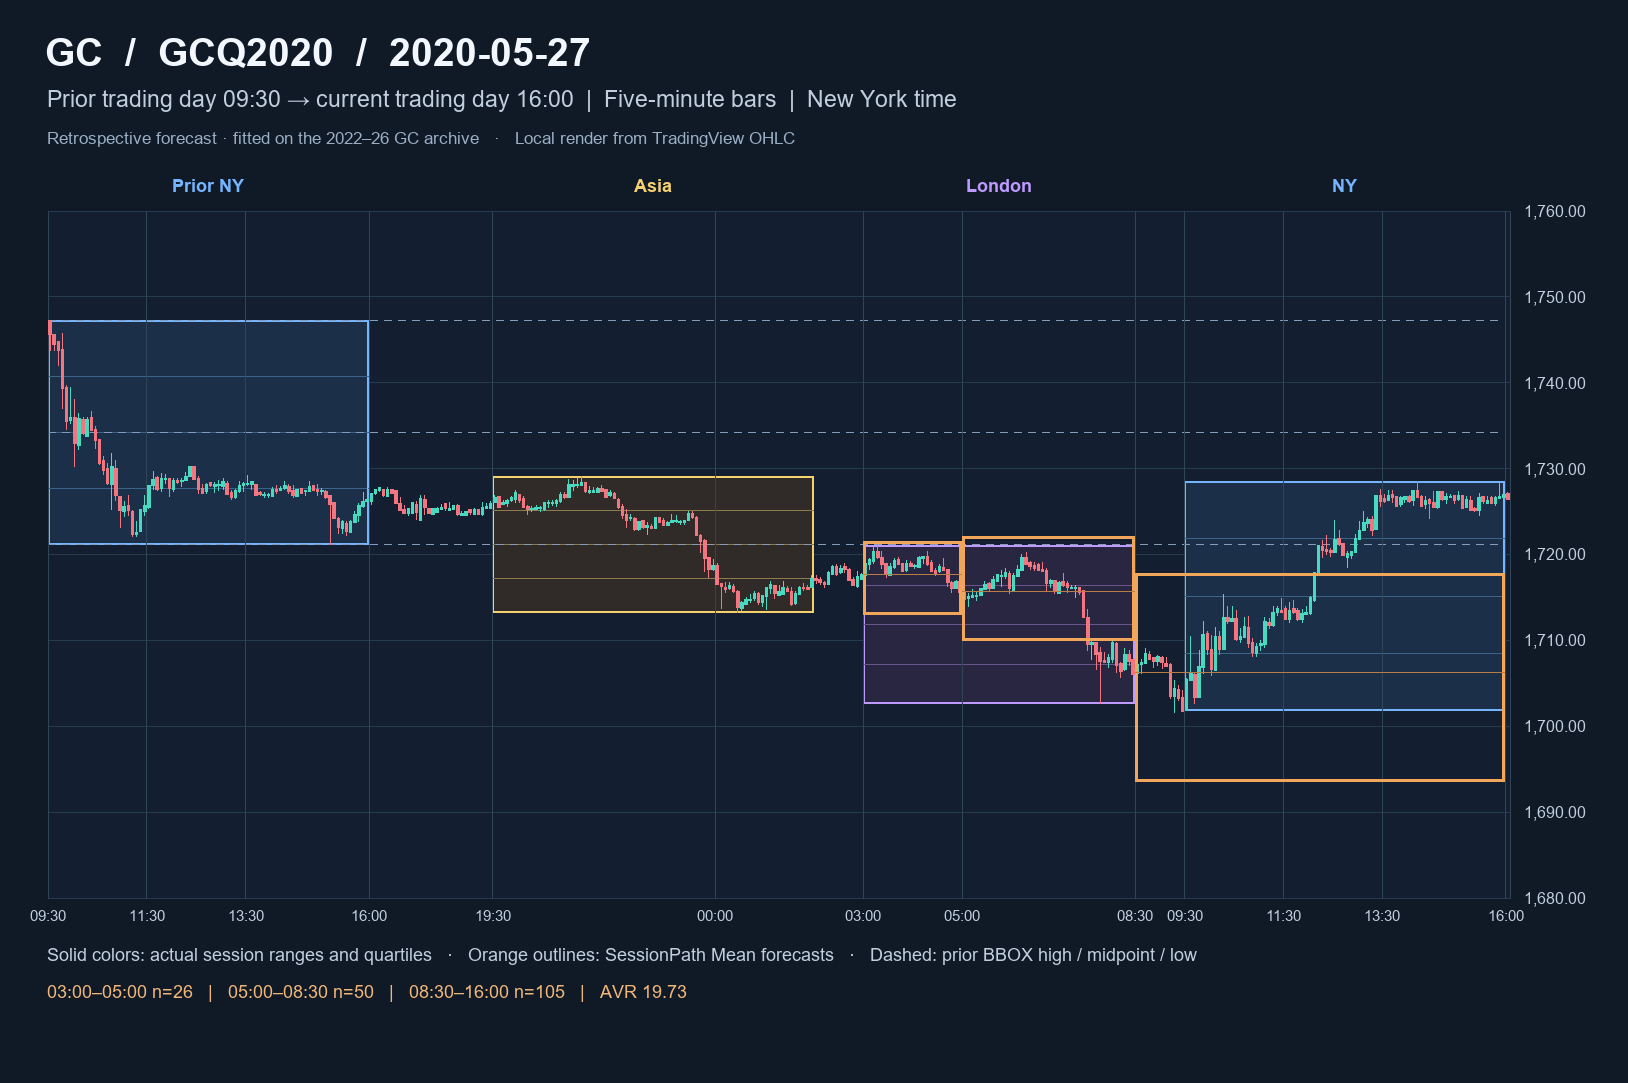 GC / GCQ2020 / 2020-05-27
Prior trading day 09:30 → current trading day 16:00 | Five-minute bars | New York time
Retrospective forecast · fitted on the 2022–26 GC archive · Local render from TradingView OHLC
Prior NY Asia London NY
1,760.00
1,750.00
1,740.00
1,730.00
1,720.00
1,710.00
1,700.00
1,690.00
1,680.00
09:30 11:30 13:30 16:00 19:30 00:00 03:00 05:00 08:30 09:30 11:30 13:30 16:00
Solid colors: actual session ranges and quartiles · Orange outlines: SessionPath Mean forecasts · Dashed: prior BBOX high / midpoint / low
03:00–05:00 n=26 | 05:00–08:30 n=50 | 08:30–16:00 n=105 | AVR 19.73